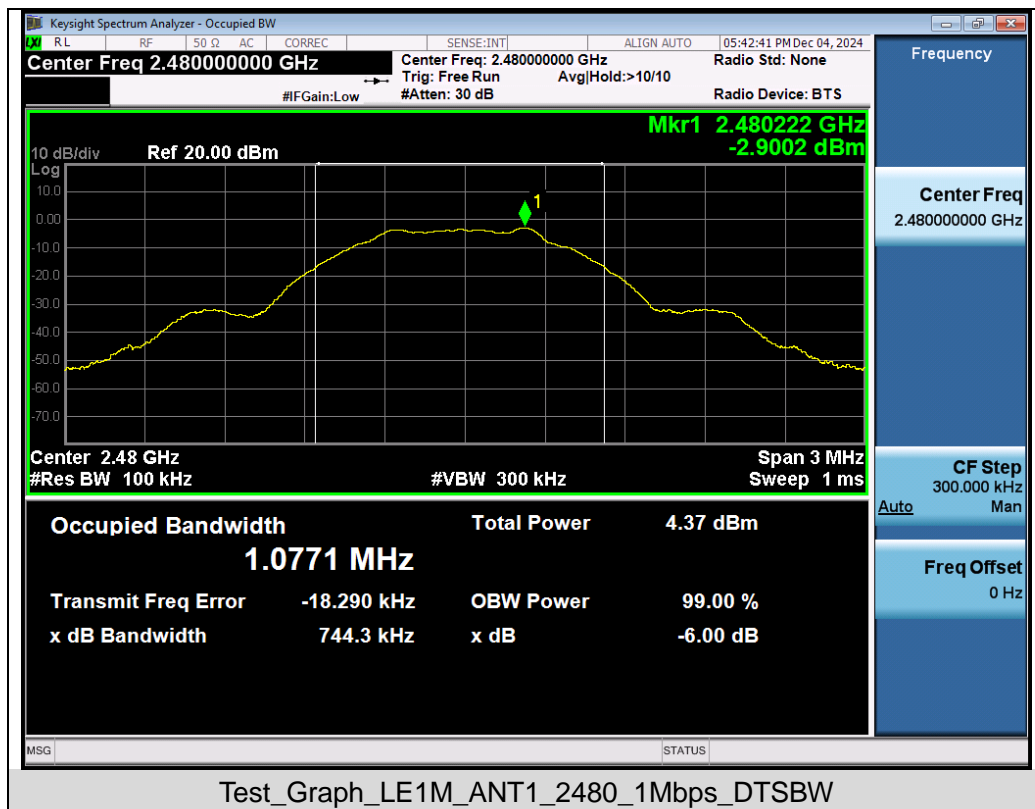 Keysight Spectrum Analyzer - Occupied BW
LXI RL RF 50 Ω AC CORREC SENSE:INT ALIGN AUTO 05:42:41 PM Dec 04, 2024
Center Freq 2.480000000 GHz
Center Freq: 2.480000000 GHz
Radio Std: None
Trig: Free Run Avg|Hold:>10/10
#IFGain:Low
#Atten: 30 dB
Radio Device: BTS
Mkr1 2.480222 GHz
-2.9002 dBm
10 dB/div Ref 20.00 dBm
Log
10.0
1
0.00
-10.0
-20.0
-30.0
-40.0
-50.0
-60.0
-70.0
Center 2.48 GHz
Span 3 MHz
#Res BW 100 kHz
#VBW 300 kHz
Sweep 1 ms
Occupied Bandwidth
Total Power 4.37 dBm
1.0771 MHz
Transmit Freq Error -18.290 kHz
OBW Power 99.00 %
x dB Bandwidth 744.3 kHz
x dB -6.00 dB
MSG
STATUS
Frequency
Center Freq
2.480000000 GHz
CF Step
300.000 kHz
Auto Man
Freq Offset
0 Hz
Test_Graph_LE1M_ANT1_2480_1Mbps_DTSBW